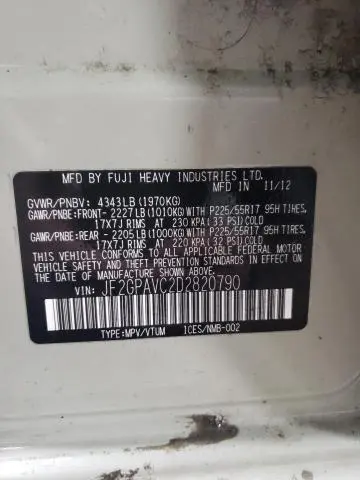 MFD BY FUJI HEAVY INDUSTRIES LTD.
MFD IN 11/12
GVWR/PNBV: 4343LB (1970KG)
GAWR/PNBE:FRONT- 2227LB (1010KG) WITH P225/55R17 95H TIRES,
17X7J RIMS AT 230 KPA (33 PSI) COLD
GAWR/PNBE:REAR - 2205LB (1000KG) WITH P225/55R17 95H TIRES,
17X7J RIMS AT 220 KPA (32 PSI) COLD
THIS VEHICLE CONFORMS TO ALL APPLICABLE FEDERAL MOTOR
VEHICLE SAFETY, BUMPER, AND THEFT PREVENTION STANDARDS
IN EFFECT ON THE DATE OF MANUFACTURE SHOWN ABOVE.
VIN: JF2GPAVC2D2820790
TYPE:MPV/VTUM 1CES/NMB-002